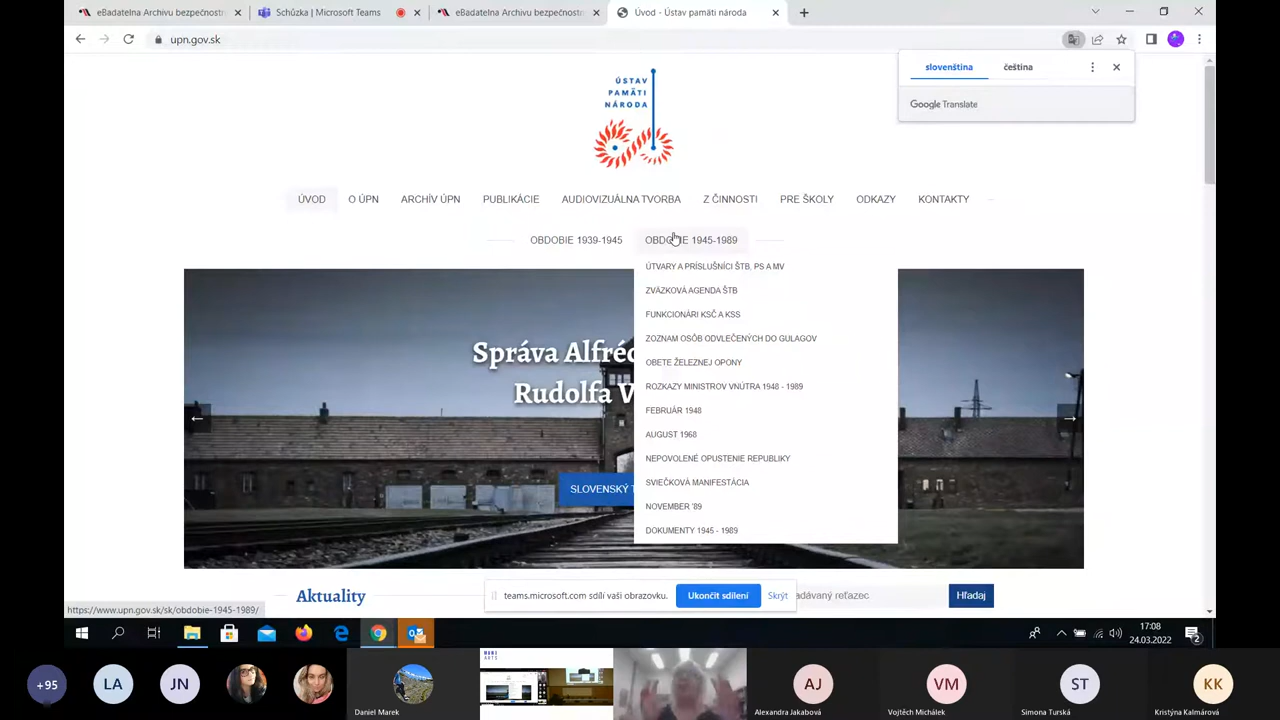 eBadatelna Archivu bezpečnostn
Schůzka | Microsoft Teams
eBadatelna Archivu bezpečnostn
Úvod - Ústav pamäti národa
upn.gov.sk
slovenština
čeština
Google Translate
ÚSTAV
PAMÄTI
NÁRODA
ÚVOD
O ÚPN
ARCHÍV ÚPN
PUBLIKÁCIE
AUDIOVIZUÁLNA TVORBA
Z ČINNOSTI
PRE ŠKOLY
ODKAZY
KONTAKTY
OBDOBIE 1939-1945
OBDOBIE 1945-1989
ÚTVARY A PRÍSLUŠNÍCI ŠTB, PS A MV
ZVÄZKOVÁ AGENDA ŠTB
FUNKCIONÁRI KSČ A KSS
ZOZNAM OSÔB ODVLEČENÝCH DO GULAGOV
OBETE ŽELEZNEJ OPONY
ROZKAZY MINISTROV VNÚTRA 1948 - 1989
FEBRUÁR 1948
AUGUST 1968
NEPOVOLENÉ OPUSTENIE REPUBLIKY
SVIEČKOVÁ MANIFESTÁCIA
NOVEMBER '89
DOKUMENTY 1945 - 1989
Správa Alfréd
Rudolfa V
SLOVENSKÝ T
Aktuality
teams.microsoft.com sdílí vaši obrazovku.
Ukončit sdílení
Skrýt
adávaný reťazec
Hľadaj
https://www.upn.gov.sk/sk/obdobie-1945-1989/
17:08
24.03.2022
2
+95
LA
JN
Daniel Marek
MUNI
ARTS
AJ
Alexandra Jakabová
VM
Vojtěch Michálek
ST
Simona Turská
KK
Kristýna Kalmárová